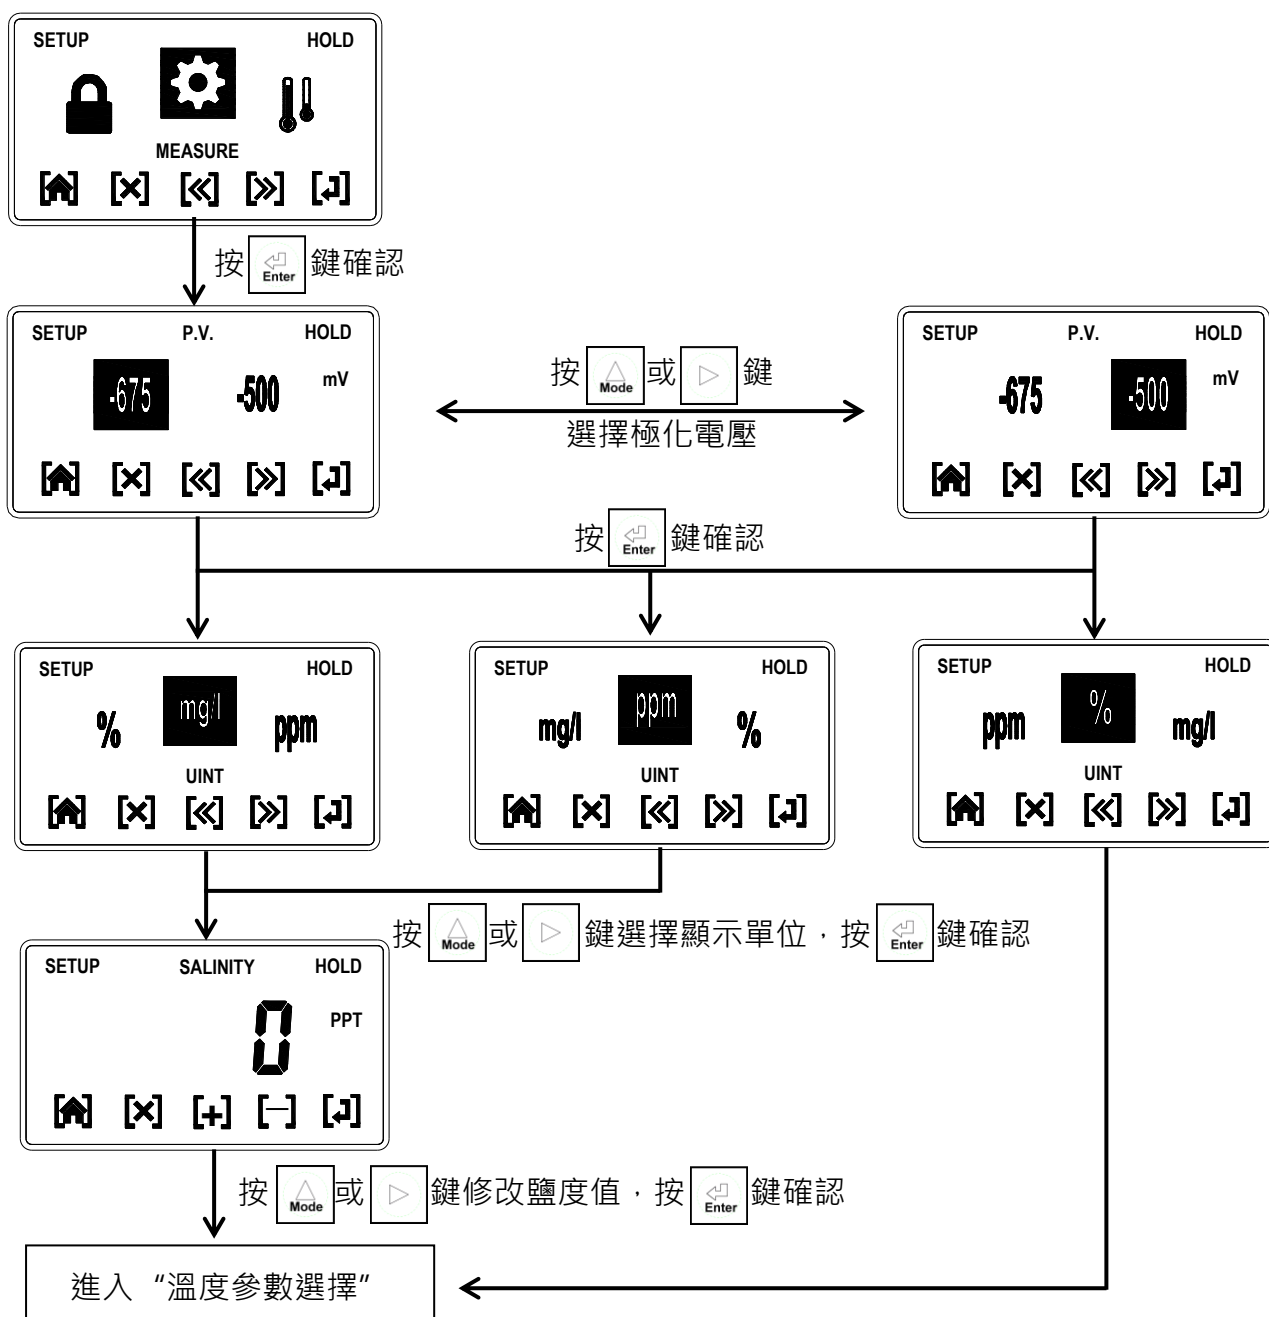 SETUP HOLD
MEASURE
按 Enter 鍵確認
SETUP P.V. HOLD
-675 -500 mV
按 Mode 或 鍵
選擇極化電壓
SETUP P.V. HOLD
-675 -500 mV
按 Enter 鍵確認
SETUP HOLD
% mg/l ppm
UINT
SETUP HOLD
mg/l ppm %
UINT
SETUP HOLD
ppm % mg/l
UINT
按 Mode 或 鍵選擇顯示單位，按 Enter 鍵確認
SETUP SALINITY HOLD
0 PPT
按 Mode 或 鍵修改鹽度值，按 Enter 鍵確認
進入 “溫度參數選擇”